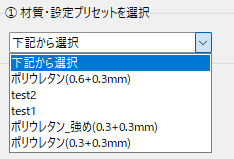 ① 材質・設定プリセットを選択
下記から選択
下記から選択
ポリウレタン(0.6+0.3mm)
test2
test1
ポリウレタン_強め(0.3+0.3mm)
ポリウレタン(0.3+0.3mm)